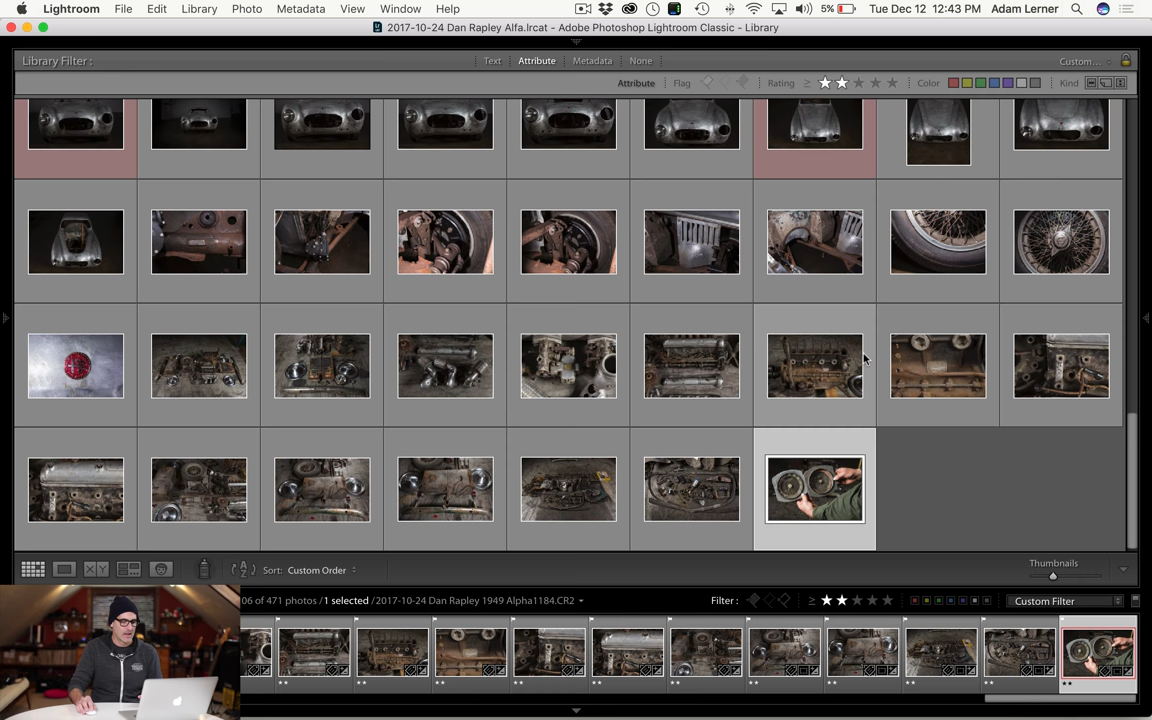 Lightroom File Edit Library Photo Metadata View Window Help 5% Tue Dec 12 12:43 PM Adam Lerner
2017-10-24 Dan Rapley Alfa.lrcat - Adobe Photoshop Lightroom Classic - Library
Library Filter : Text Attribute Metadata None Custom...
Attribute Flag Rating ≥ Color Kind
Sort: Custom Order Thumbnails
06 of 471 photos / 1 selected / 2017-10-24 Dan Rapley 1949 Alpha1184.CR2 Filter : ≥ Custom Filter